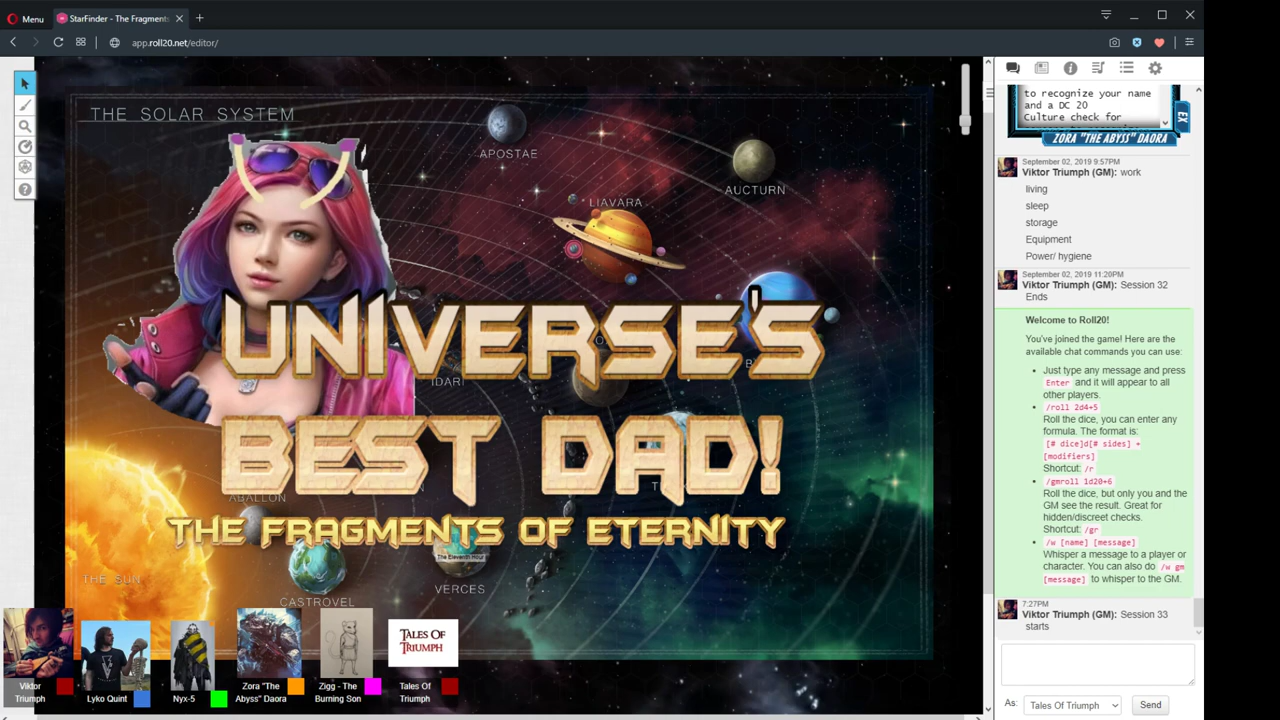 Menu
StarFinder - The Fragments
app.roll20.net/editor/
THE SOLAR SYSTEM
APOSTAE
AUCTURN
LIAVARA
IDARI
UNIVERSE'S
BEST DAD!
ABALLON
THE FRAGMENTS OF ETERNITY
The Eleventh Hour
THE SUN
VERCES
CASTROVEL
TALES OF
TRIUMPH
Viktor
Triumph
Lyko Quint
Nyx-5
Zora "The
Abyss" Daora
Zigg - The
Burning Son
Tales Of
Triumph
to recognize your name
and a DC 20
Culture check for
EX
ZORA "THE ABYSS" DAORA
September 02, 2019 9:57PM
Viktor Triumph (GM): work
living
sleep
storage
Equipment
Power/ hygiene
September 02, 2019 11:20PM
Viktor Triumph (GM): Session 32
Ends
Welcome to Roll20!
You've joined the game! Here are the
available chat commands you can use:
Just type any message and press
Enter and it will appear to all
other players.
/roll 2d4+5
Roll the dice, you can enter any
formula. The format is:
[# dice]d[# sides] +
[modifiers]
Shortcut: /r
/gmroll 1d20+6
Roll the dice, but only you and the
GM see the result. Great for
hidden/discreet checks.
Shortcut: /gr
/w [name] [message]
Whisper a message to a player or
character. You can also do /w gm
[message] to whisper to the GM.
7:27PM
Viktor Triumph (GM): Session 33
starts
As: Tales Of Triumph Send